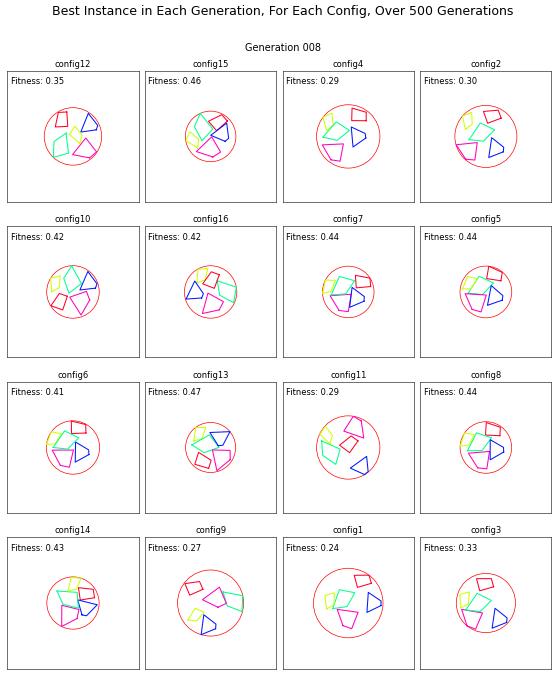 Best Instance in Each Generation, For Each Config, Over 500 Generations
Generation 008
config12
config15
config4
config2
Fitness: 0.35
Fitness: 0.46
Fitness: 0.29
Fitness: 0.30
config10
config16
config7
config5
Fitness: 0.42
Fitness: 0.42
Fitness: 0.44
Fitness: 0.44
config6
config13
config11
config8
Fitness: 0.41
Fitness: 0.47
Fitness: 0.29
Fitness: 0.44
config14
config9
config1
config3
Fitness: 0.43
Fitness: 0.27
Fitness: 0.24
Fitness: 0.33